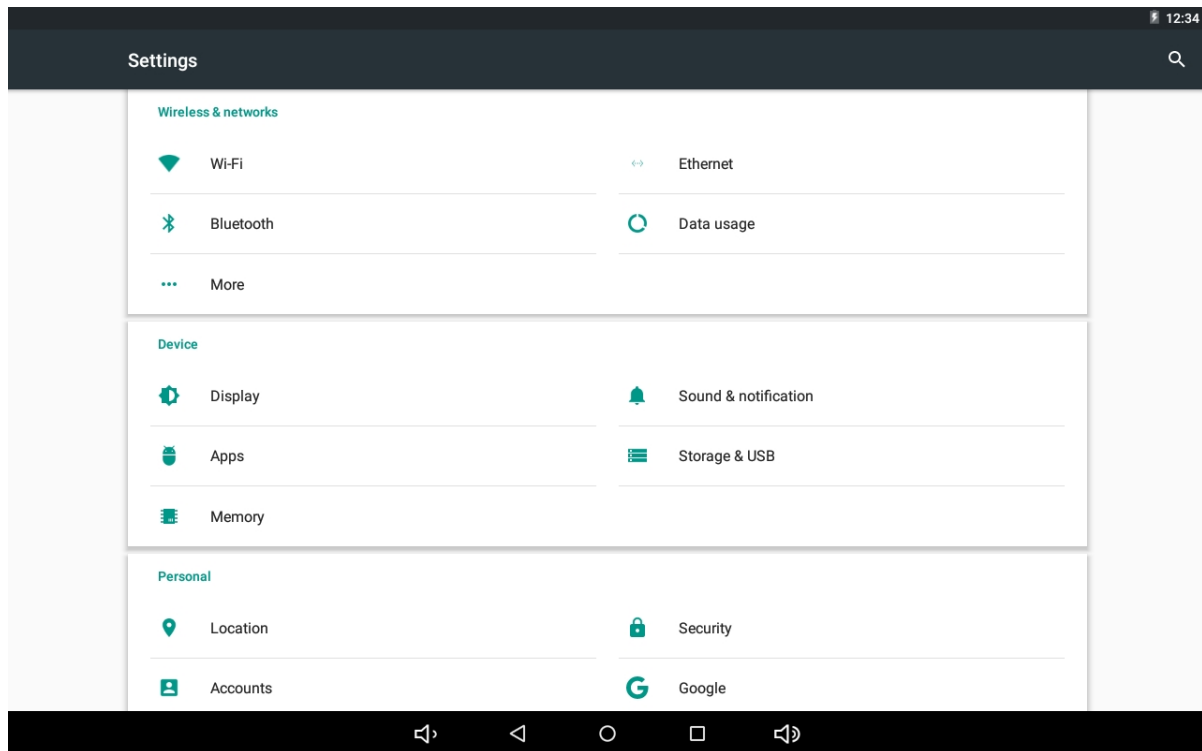 12:34
Settings
Wireless & networks
Wi-Fi
Ethernet
Bluetooth
Data usage
More
Device
Display
Sound & notification
Apps
Storage & USB
Memory
Personal
Location
Security
Accounts
Google